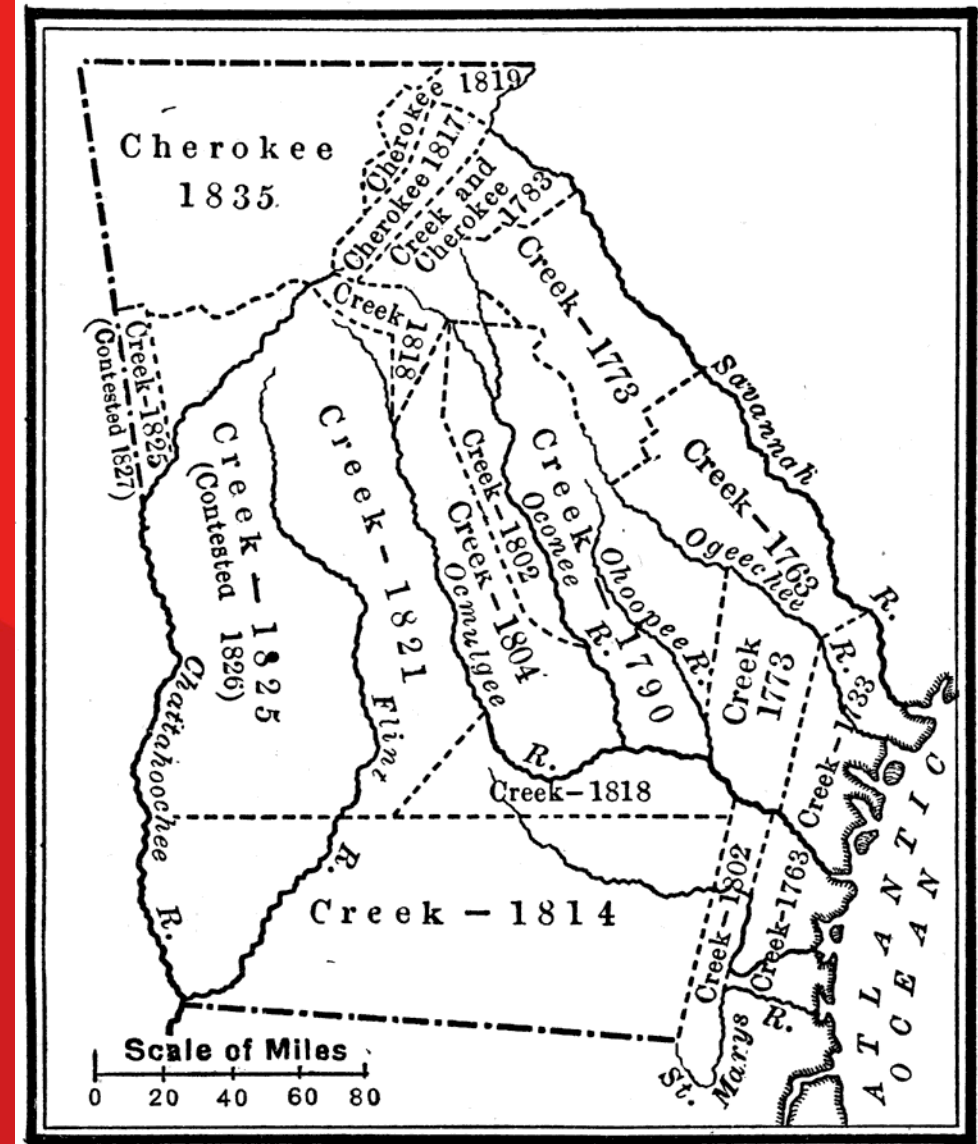 1819
Cherokee
Cherokee
1835
Cherokee 1817
Creek and
Cherokee
1783
Creek
1818
Creek-1773
Creek-1825
(Contested 1827)
Savannah
R.
Creek-1825
(Contested 1826)
Creek-1821
Creek-1802
Creek-1804
Creek-1790
Creek-1763
Ocmulgee
R.
Oconee
R.
Ohoopee R.
Ogeechee
R.
Creek
1773
Creek-1733
Chattahoochee
R.
Flint
R.
Creek-1818
Creek-1814
Creek-1802
Creek-1763
St. Marys R.
ATLANTIC
OCEAN
Scale of Miles
0 20 40 60 80